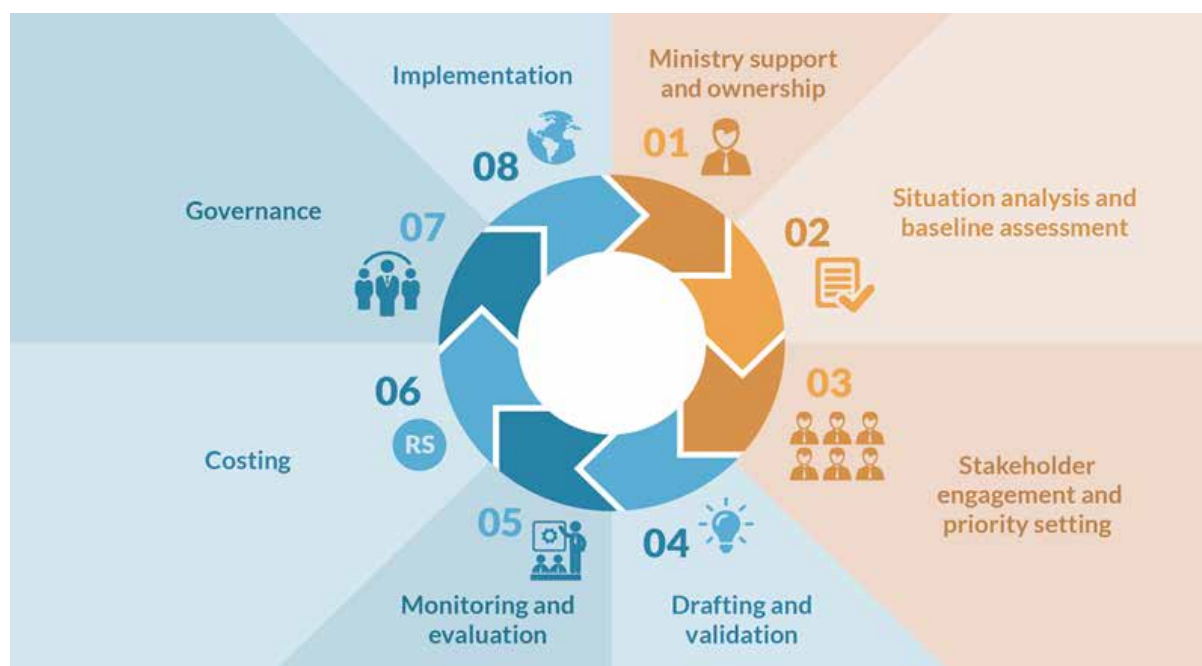 01
Ministry support
and ownership
02
Situation analysis and
baseline assessment
03
Stakeholder
engagement and
priority setting
04
Drafting and
validation
05
Monitoring and
evaluation
06
RS
Costing
07
Governance
08
Implementation